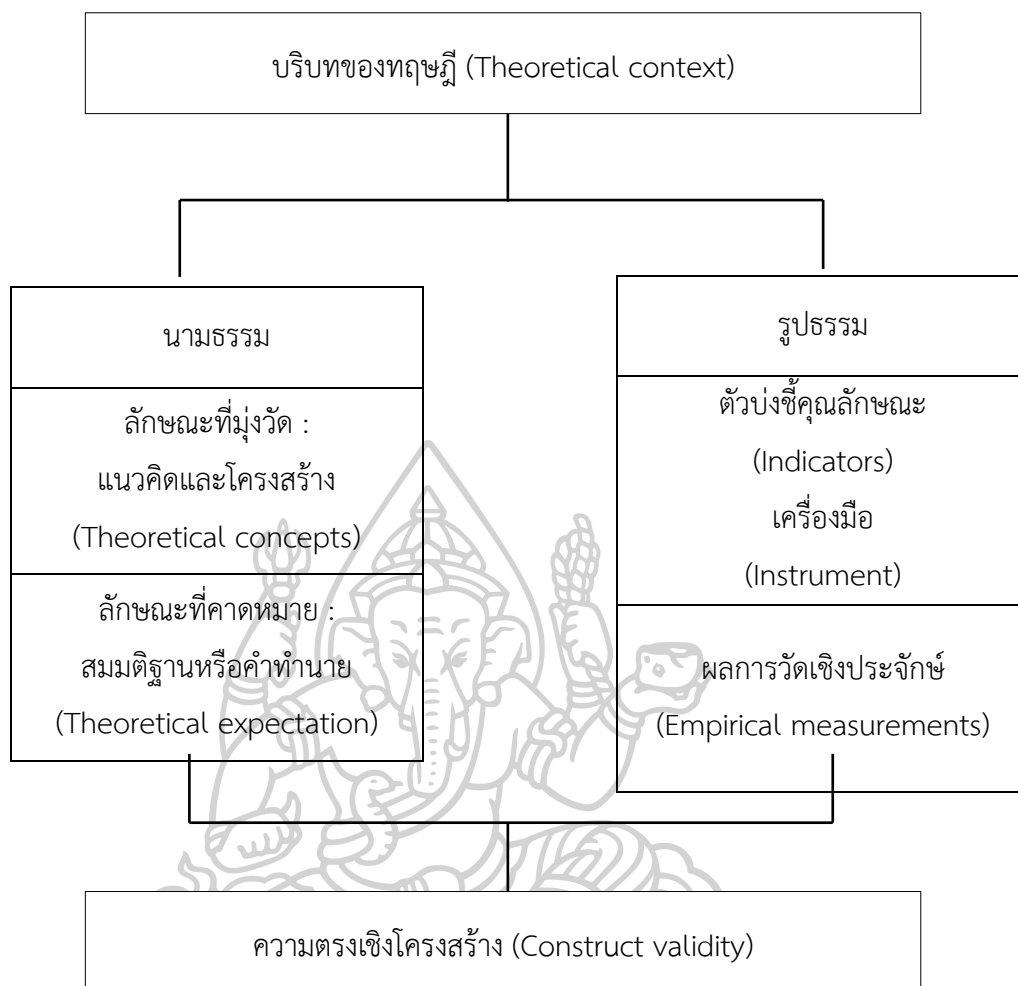 บริบทของทฤษฎี (Theoretical context)
นามธรรม
ลักษณะที่มุ่งวัด :
แนวคิดและโครงสร้าง
(Theoretical concepts)
ลักษณะที่คาดหมาย :
สมมติฐานหรือคำทำนาย
(Theoretical expectation)
รูปธรรม
ตัวบ่งชี้คุณลักษณะ
(Indicators)
เครื่องมือ
(Instrument)
ผลการวัดเชิงประจักษ์
(Empirical measurements)
ความตรงเชิงโครงสร้าง (Construct validity)